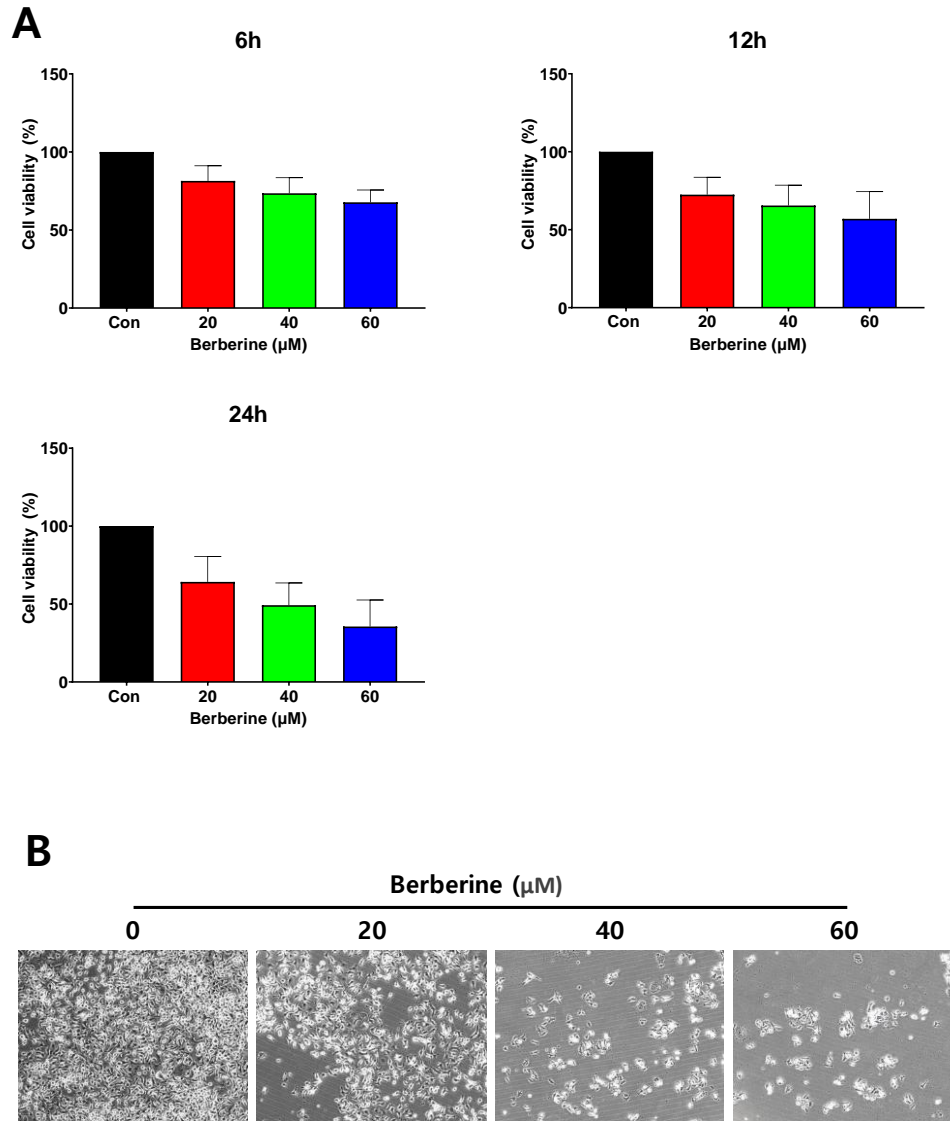 A
6h
150
100
50
0
Cell viability (%)
Con 20 40 60
Berberine (µM)
12h
150
100
50
0
Cell viability (%)
Con 20 40 60
Berberine (µM)
24h
150
100
50
0
Cell viability (%)
Con 20 40 60
Berberine (µM)
B
Berberine (µM)
0 20 40 60